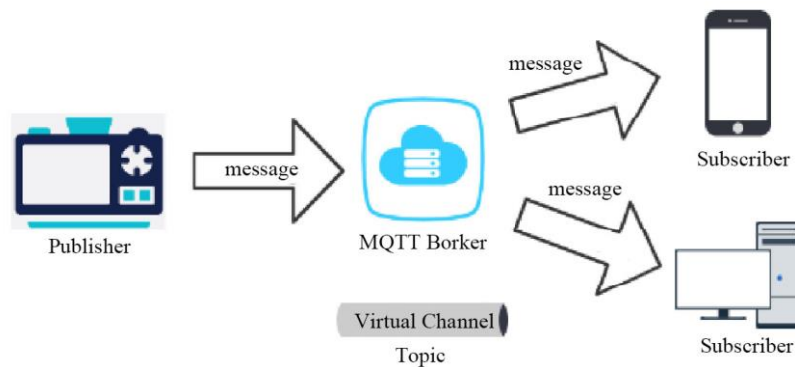 message
Subscriber
message
Publisher
MQTT Borker
message
Virtual Channel
Topic
Subscriber